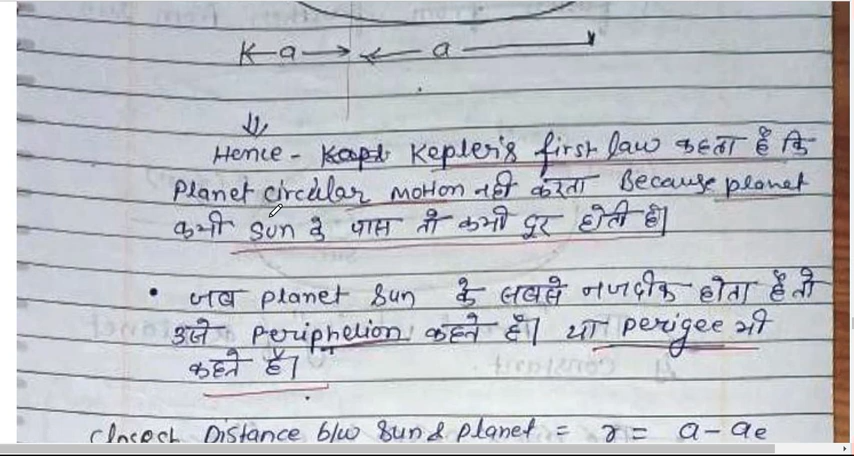 K-a→ ← a →
⇓
Hence - Kapl Kepler's first law कहता है कि
Planet circular motion नही करता Because planet
कभी Sun के पास तो कभी दूर होती है।
• जब planet Sun के सबसे नजदीक होता है तो
उसे Periphelion कहते हैं। या perigee भी
कहते हैं।
Closest Distance b/w Sun & planet = r = a - ae